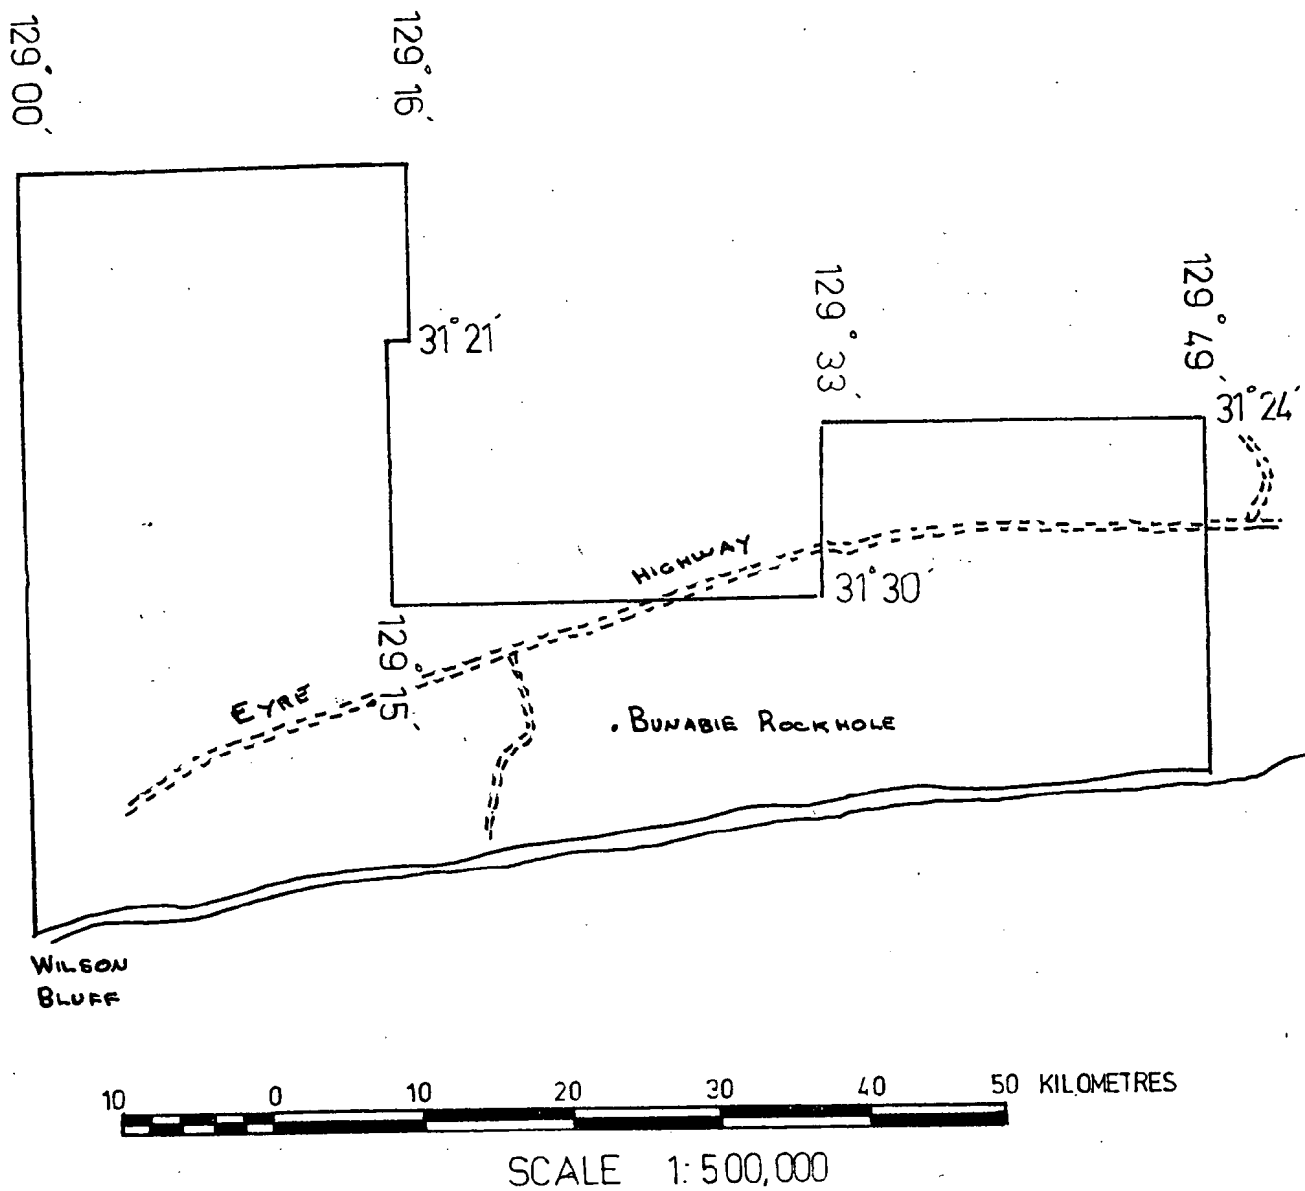 129° 00′
129° 16′
31° 21′
129° 33′
129° 49′
31° 24′
HIGHWAY
31° 30′
129° 15′
EYRE
. BUNABIE ROCKHOLE
WILSON
BLUFF
10 0 10 20 30 40 50 KILOMETRES
SCALE 1: 500,000